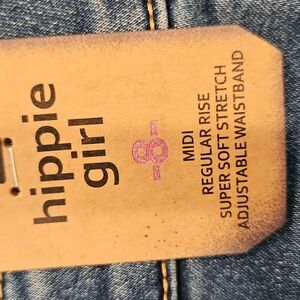 hippie
girl
8
MIDI
REGULAR RISE
SUPER SOFT STRETCH
ADJUSTABLE WAISTBAND